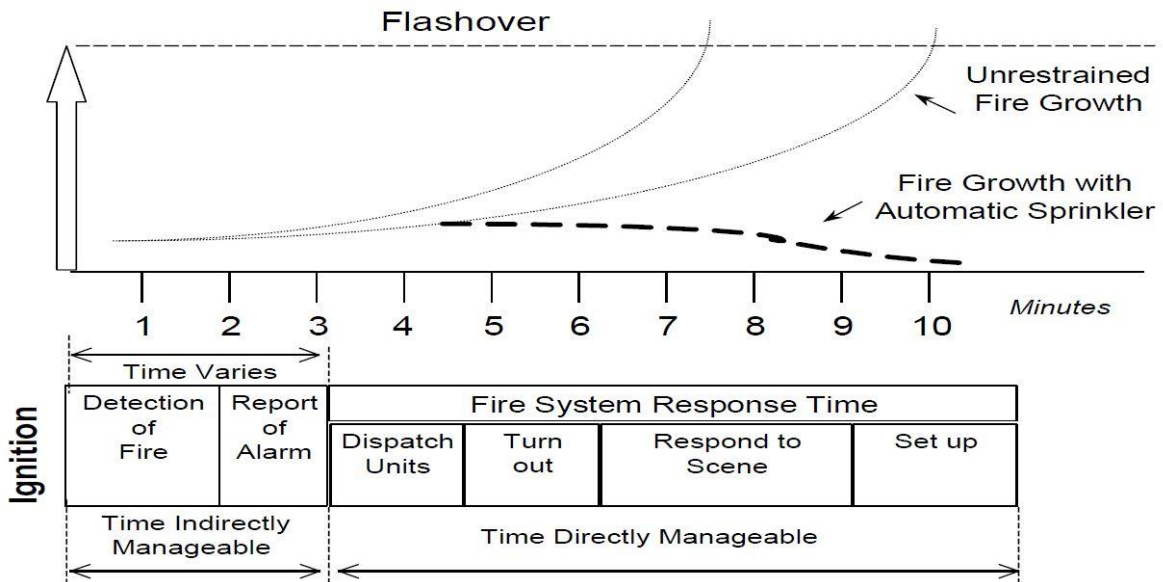 Flashover
Unrestrained
Fire Growth
Fire Growth with
Automatic Sprinkler
1 2 3 4 5 6 7 8 9 10 Minutes
Time Varies
Ignition
Detection
of
Fire
Report
of
Alarm
Fire System Response Time
Dispatch
Units
Turn
out
Respond to
Scene
Set up
Time Indirectly
Manageable
Time Directly Manageable